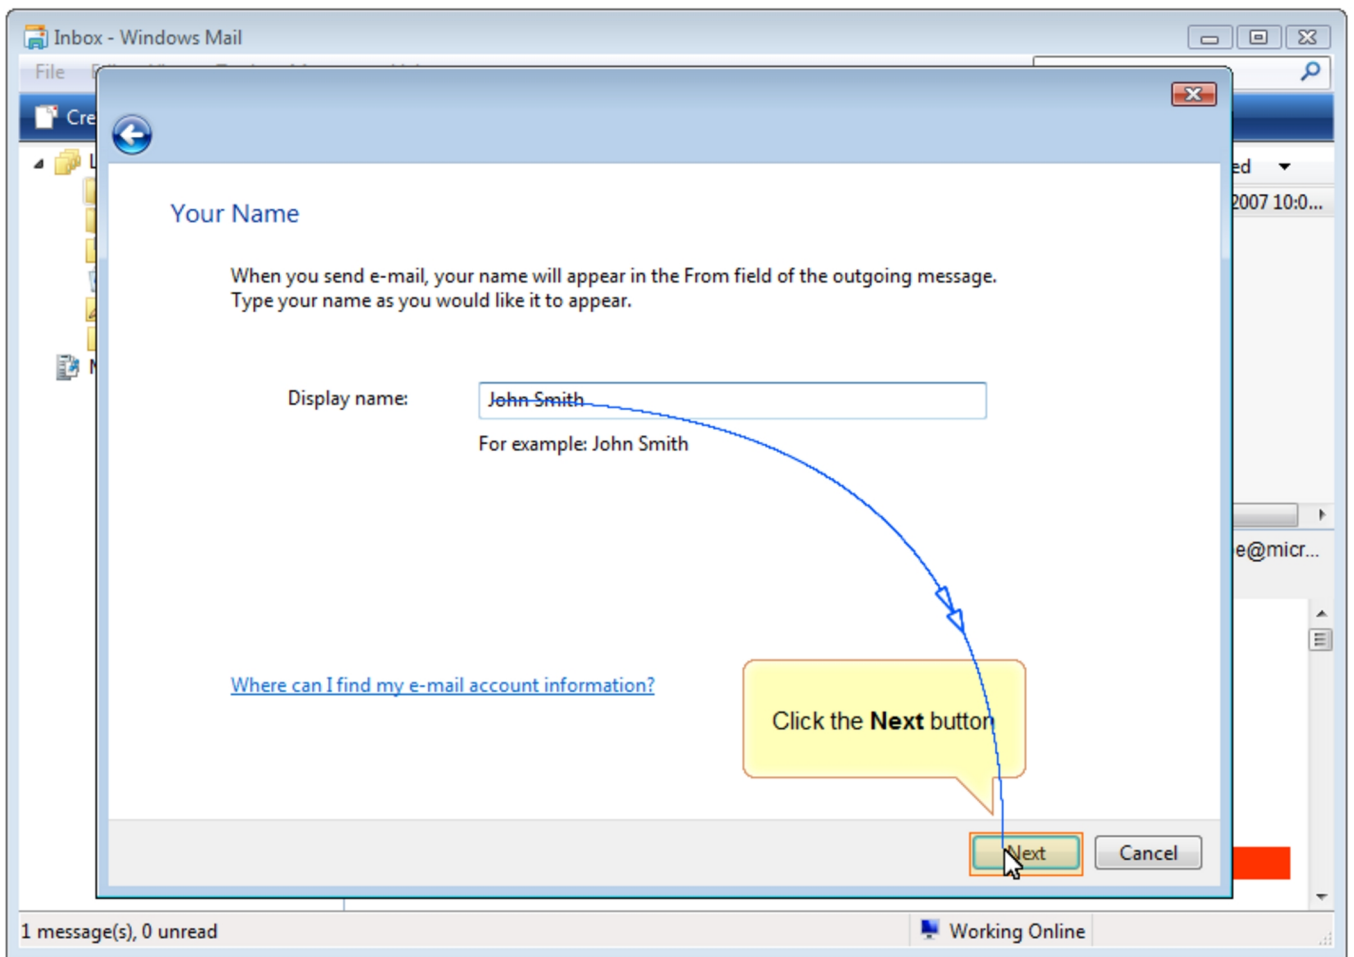 Inbox - Windows Mail
File
Cre
ed
2007 10:0...
Your Name
When you send e-mail, your name will appear in the From field of the outgoing message.
Type your name as you would like it to appear.
Display name:
John Smith
For example: John Smith
e@micr...
Where can I find my e-mail account information?
Click the Next button
Next
Cancel
1 message(s), 0 unread
Working Online